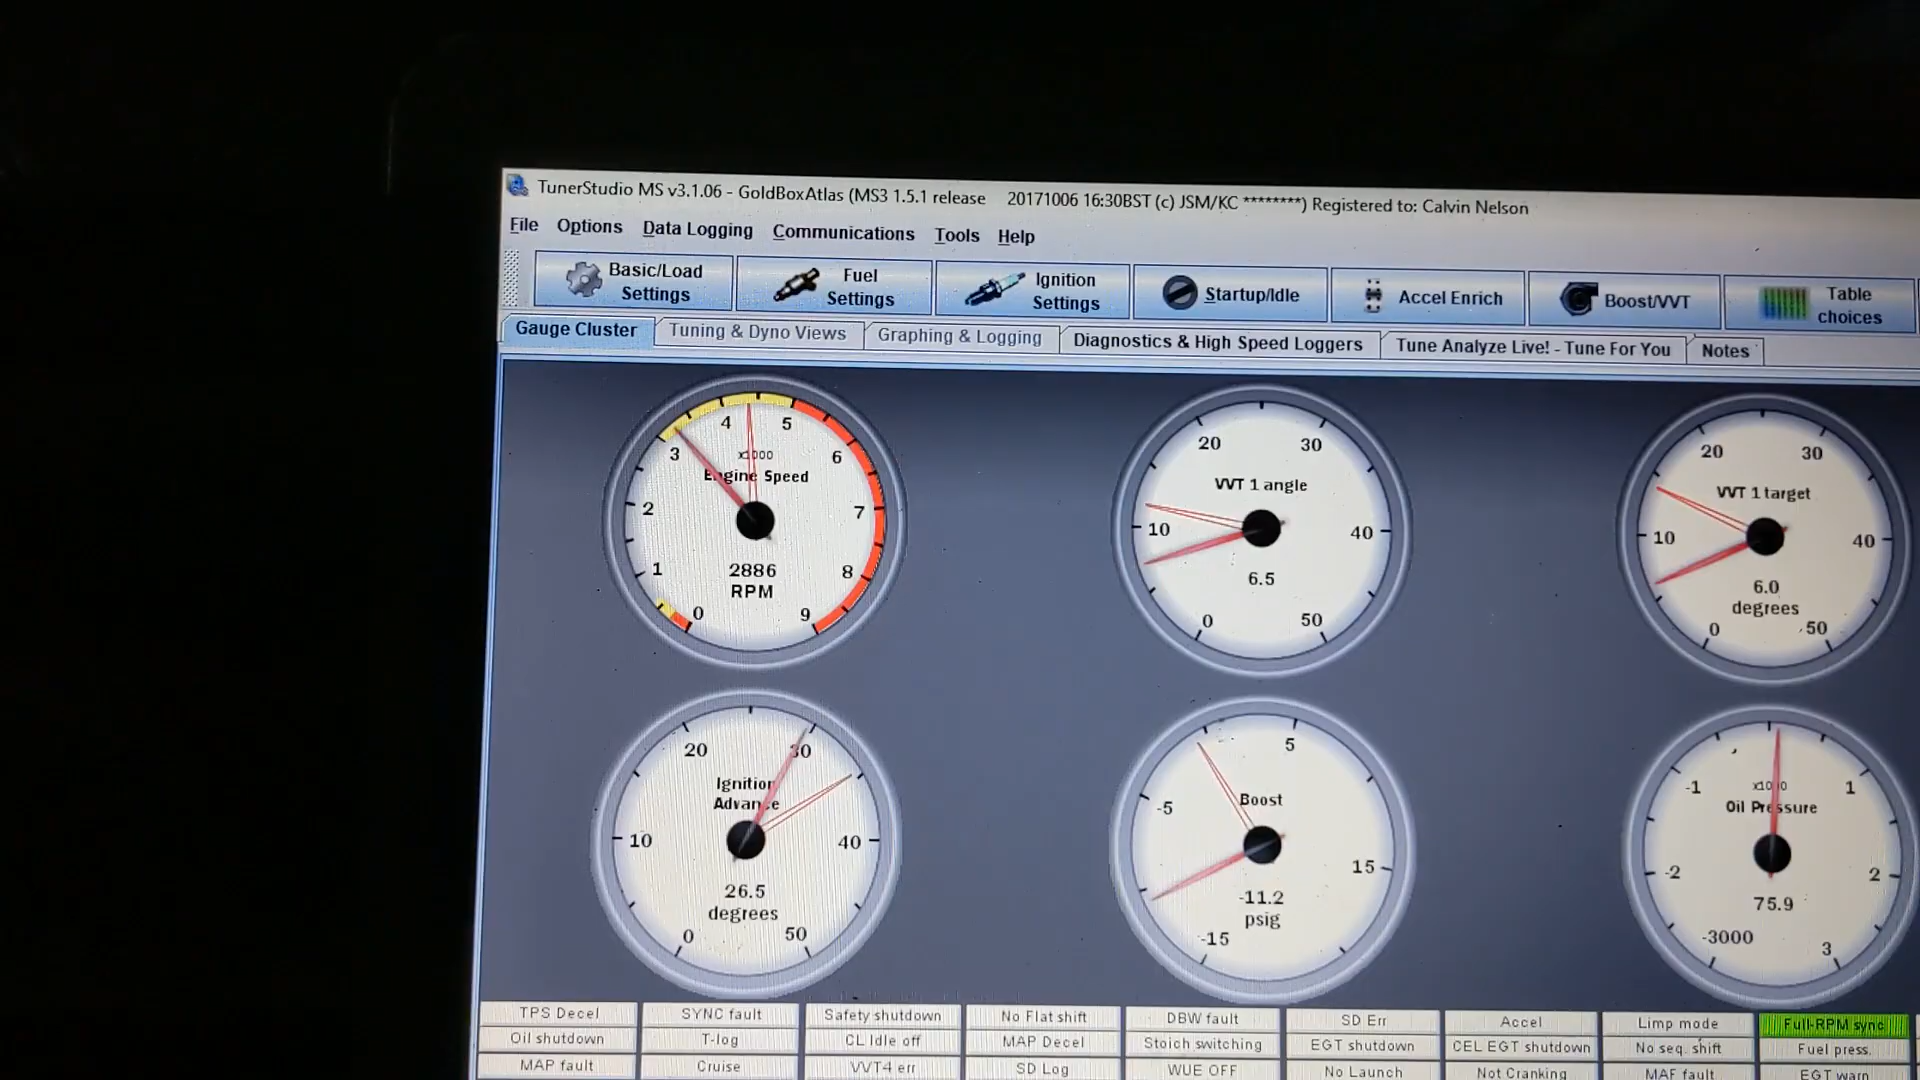 TunerStudio MS v3.1.06 - GoldBoxAtlas (MS3 1.5.1 release 20171006 16:30BST (c) JSM/KC ********) Registered to: Calvin Nelson
File Options Data Logging Communications Tools Help
Basic/Load Settings
Fuel Settings
Ignition Settings
Startup/Idle
Accel Enrich
Boost/VVT
Table choices
Gauge Cluster
Tuning & Dyno Views
Graphing & Logging
Diagnostics & High Speed Loggers
Tune Analyze Live! - Tune For You
Notes
0 1 2 3 4 5 6 7 8 9
x1000
Engine Speed
2886
RPM
0 10 20 30 40 50
VVT 1 angle
6.5
0 10 20 30 40 50
VVT 1 target
6.0
degrees
0 10 20 30 40 50
Ignition
Advance
26.5
degrees
-15 -5 5 15
Boost
-11.2
psig
-3000 -2 -1 1 2 3
x1000
Oil Pressure
75.9
TPS Decel SYNC fault Safety shutdown No Flat shift DBW fault SD Err Accel Limp mode Full-RPM sync
Oil shutdown T-log CL Idle off MAP Decel Stoich switching EGT shutdown CEL EGT shutdown No seq. shift Fuel press.
MAP fault Cruise VVT4 err SD Log WUE OFF No Launch Not Cranking MAF fault EGT warn